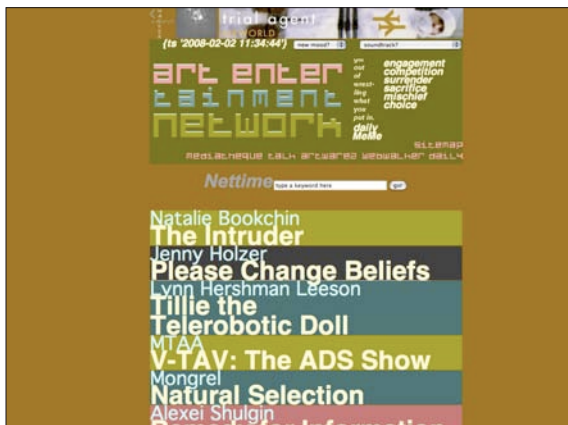 trial agent
WORLD
{ts '2008-02-02 11:34:44'}
new mood?
soundtrack?
art enter
tainment
network
you
out
of
wrest-
ling
what
you
put in.
daily
MeMe
engagement
competition
surrender
sacrifice
mischief
choice
sitemap
mediatheque talk artwarez webwalker daily
Nettime
type a keyword here
go!
Natalie Bookchin
The Intruder
Jenny Holzer
Please Change Beliefs
Lynn Hershman Leeson
Tillie the
Telerobotic Doll
MTAA
V-TAV: The ADS Show
Mongrel
Natural Selection
Alexei Shulgin